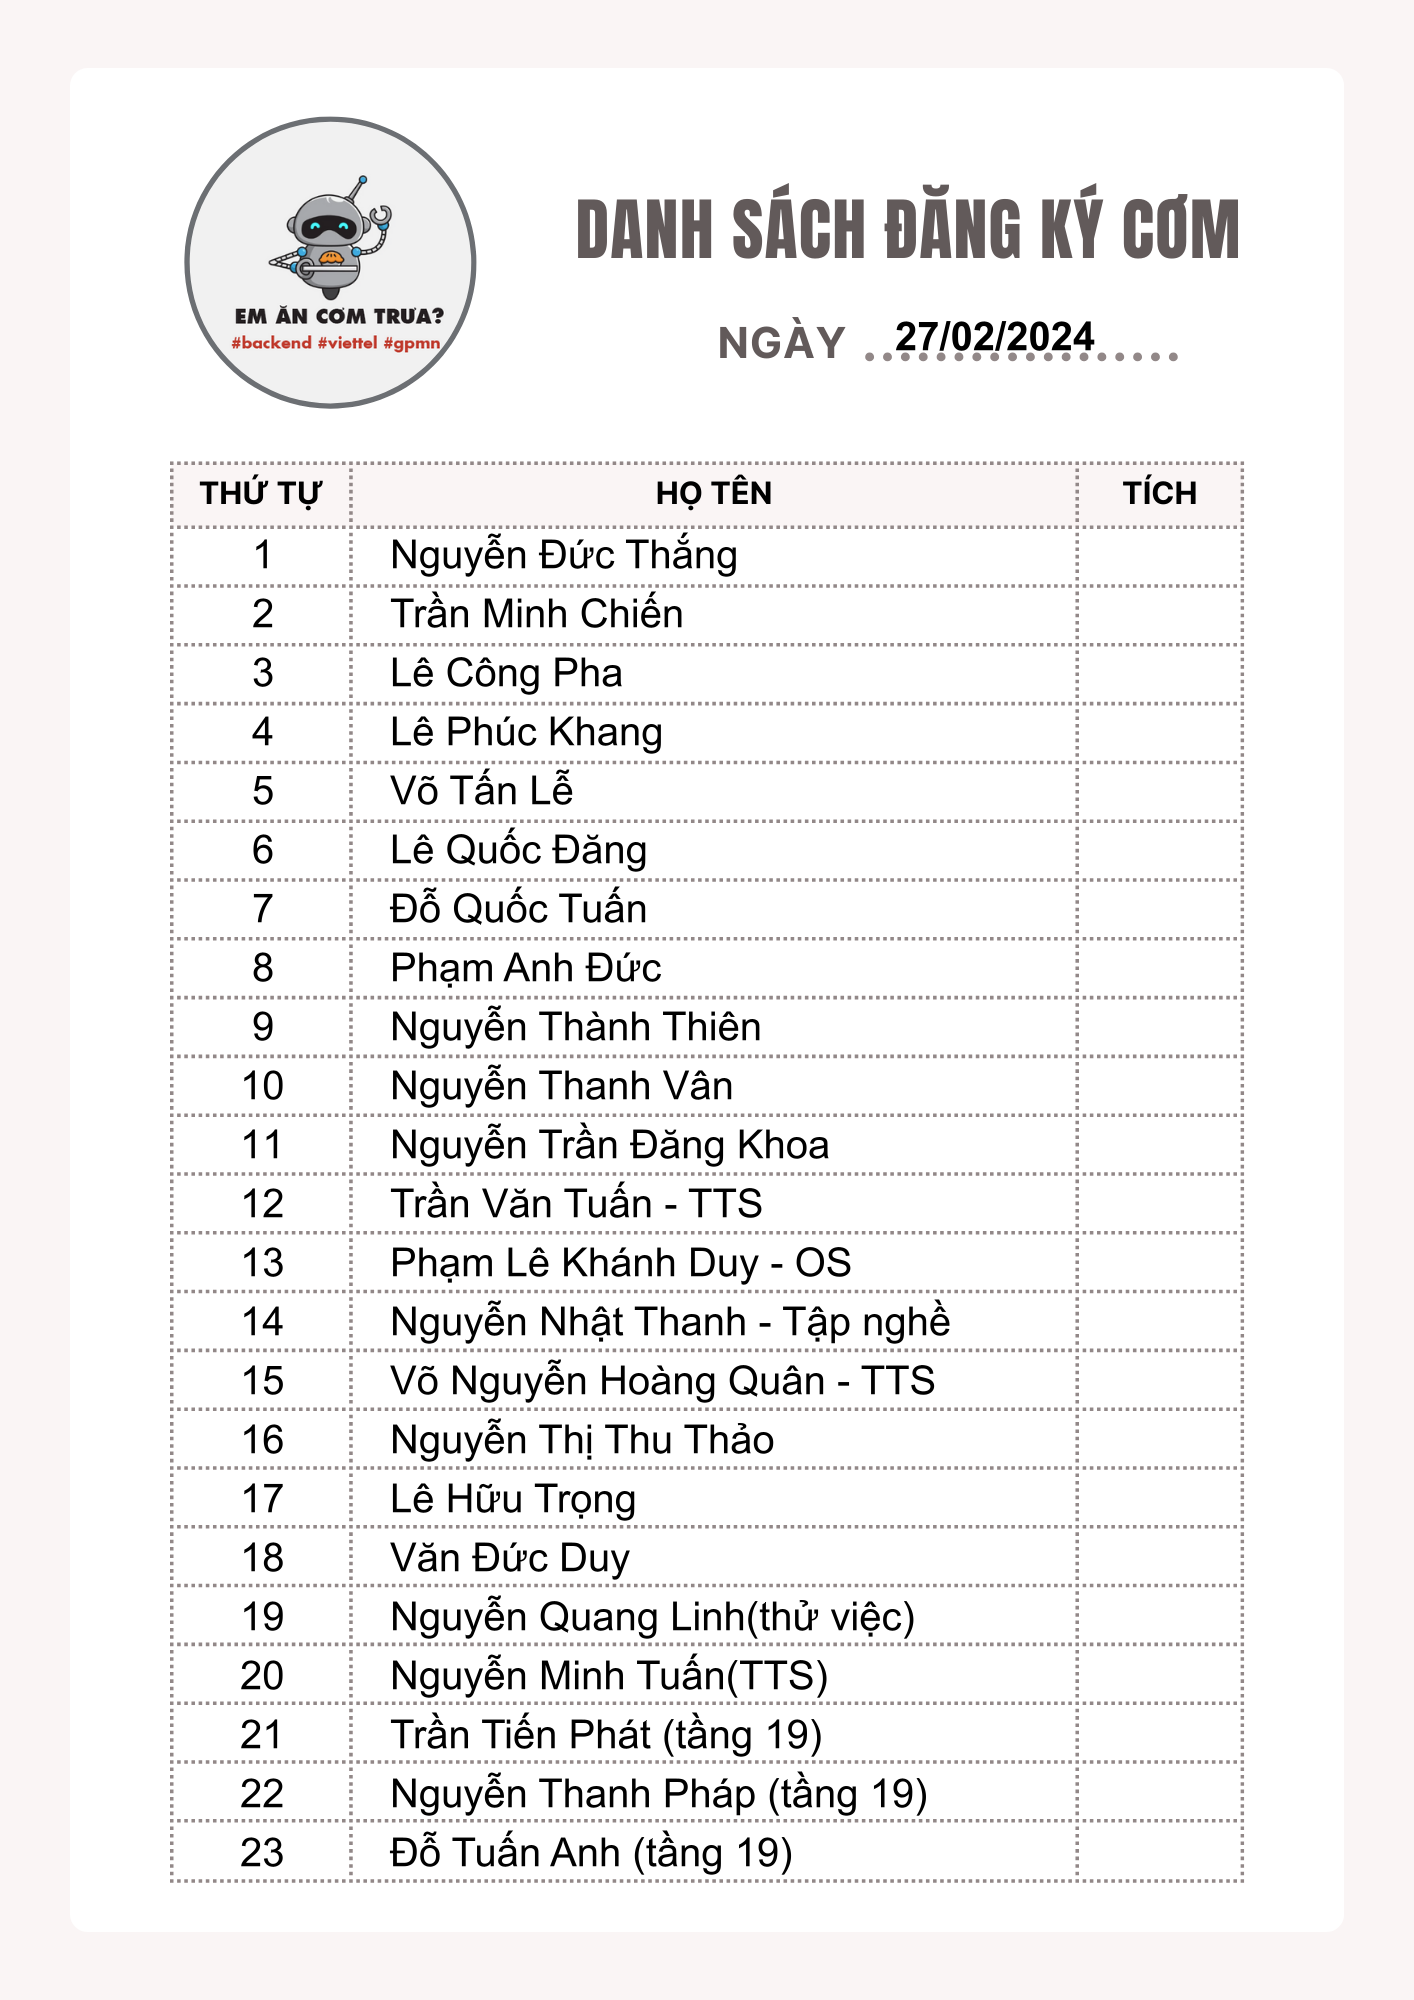 EM ĂN CƠM TRƯA?
#backend #viettel #gpmn
DANH SÁCH ĐĂNG KÝ CƠM
NGÀY 27/02/2024
THỨ TỰ HỌ TÊN TÍCH
1 Nguyễn Đức Thắng
2 Trần Minh Chiến
3 Lê Công Pha
4 Lê Phúc Khang
5 Võ Tấn Lễ
6 Lê Quốc Đăng
7 Đỗ Quốc Tuấn
8 Phạm Anh Đức
9 Nguyễn Thành Thiên
10 Nguyễn Thanh Vân
11 Nguyễn Trần Đăng Khoa
12 Trần Văn Tuấn - TTS
13 Phạm Lê Khánh Duy - OS
14 Nguyễn Nhật Thanh - Tập nghề
15 Võ Nguyễn Hoàng Quân - TTS
16 Nguyễn Thị Thu Thảo
17 Lê Hữu Trọng
18 Văn Đức Duy
19 Nguyễn Quang Linh(thử việc)
20 Nguyễn Minh Tuấn(TTS)
21 Trần Tiến Phát (tầng 19)
22 Nguyễn Thanh Pháp (tầng 19)
23 Đỗ Tuấn Anh (tầng 19)